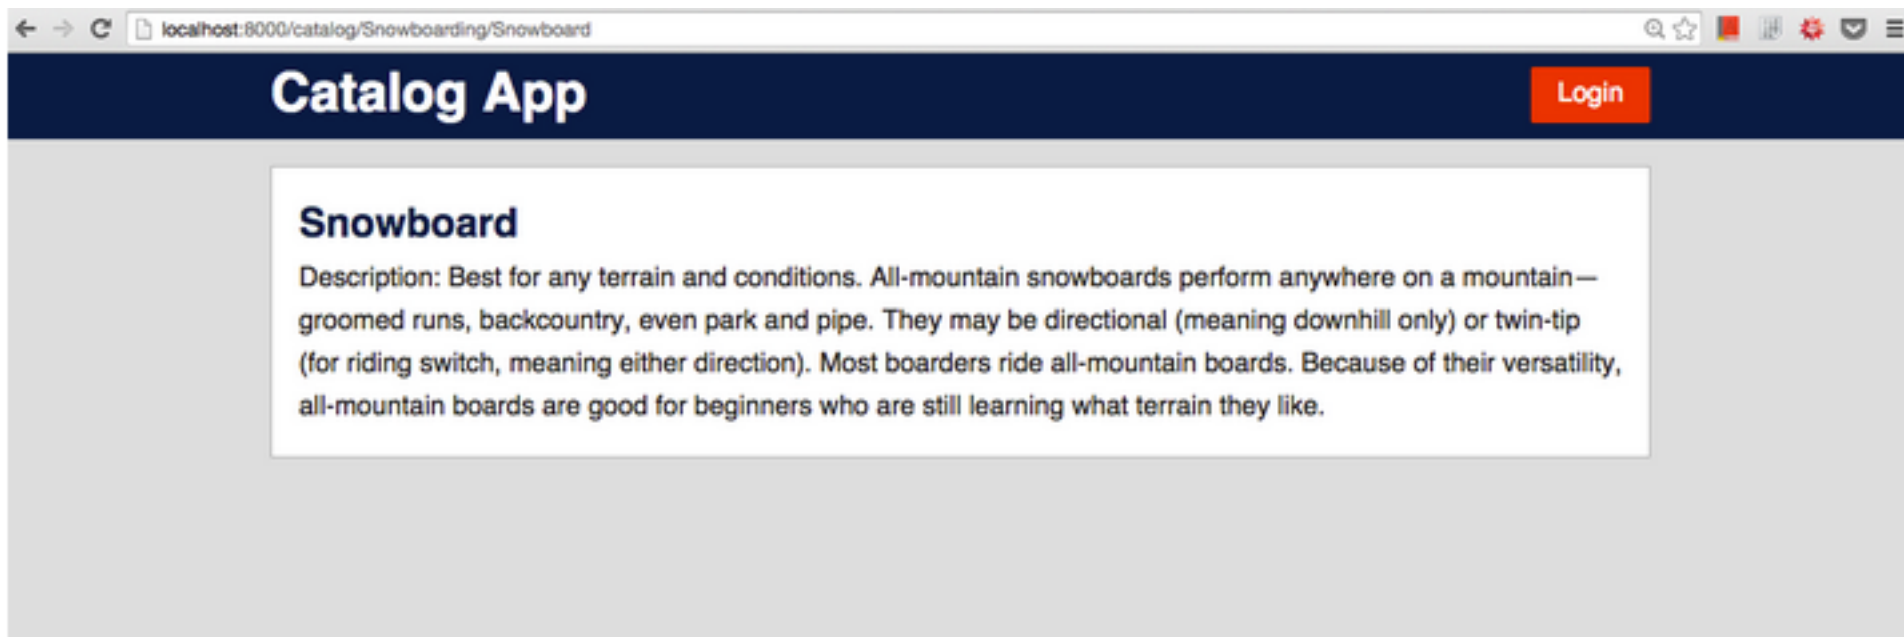 localhost:8000/catalog/Snowboarding/Snowboard
Catalog App
Login
Snowboard
Description: Best for any terrain and conditions. All-mountain snowboards perform anywhere on a mountain—
groomed runs, backcountry, even park and pipe. They may be directional (meaning downhill only) or twin-tip
(for riding switch, meaning either direction). Most boarders ride all-mountain boards. Because of their versatility,
all-mountain boards are good for beginners who are still learning what terrain they like.